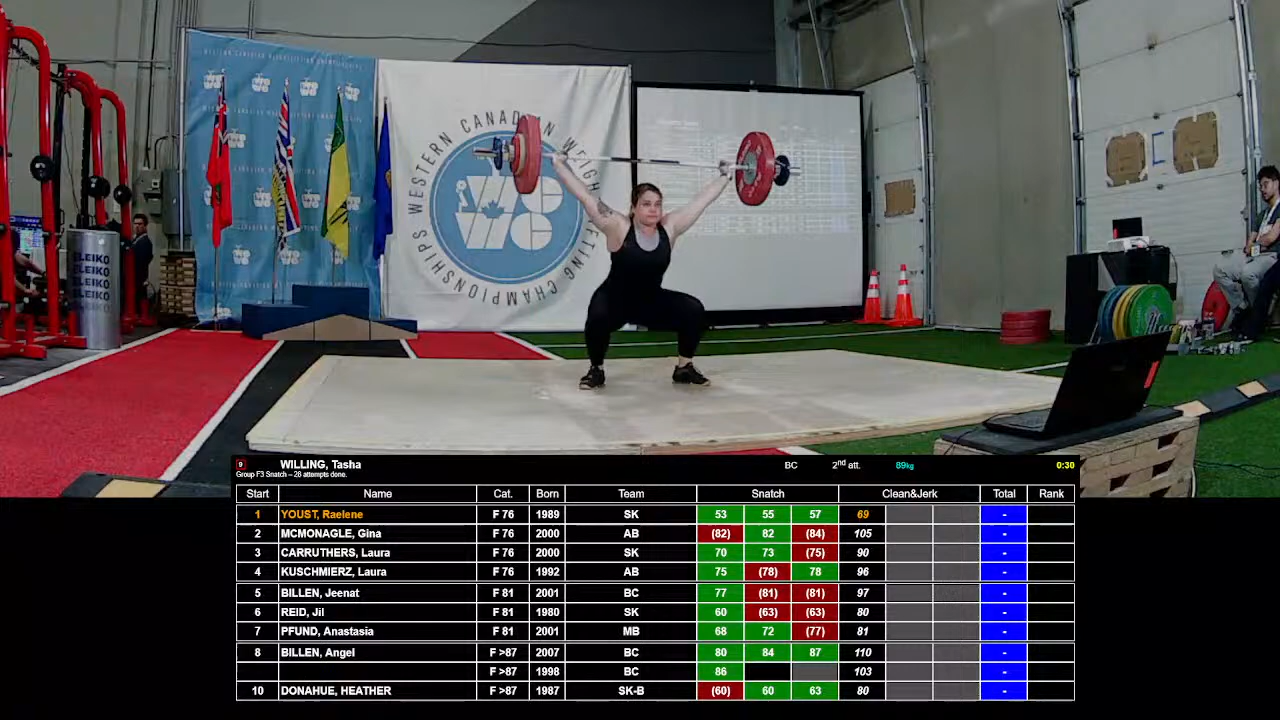 WESTERN CANADIAN WEIGHTLIFTING CHAMPIONSHIPS
WC
WC
ELEIKO
ELEIKO
ELEIKO
ELEIKO
9 WILLING, Tasha BC 2nd att. 89kg 0:30
Group F3 Snatch – 26 attempts done.
Start Name Cat. Born Team Snatch Clean&Jerk Total Rank
1 YOUST, Raelene F 76 1989 SK 53 55 57 69 -
2 MCMONAGLE, Gina F 76 2000 AB (82) 82 (84) 105 -
3 CARRUTHERS, Laura F 76 2000 SK 70 73 (75) 90 -
4 KUSCHMIERZ, Laura F 76 1992 AB 75 (78) 78 96 -
5 BILLEN, Jeenat F 81 2001 BC 77 (81) (81) 97 -
6 REID, Jil F 81 1980 SK 60 (63) (63) 80 -
7 PFUND, Anastasia F 81 2001 MB 68 72 (77) 81 -
8 BILLEN, Angel F >87 2007 BC 80 84 87 110 -
F >87 1998 BC 86 103 -
10 DONAHUE, HEATHER F >87 1987 SK-B (60) 60 63 80 -